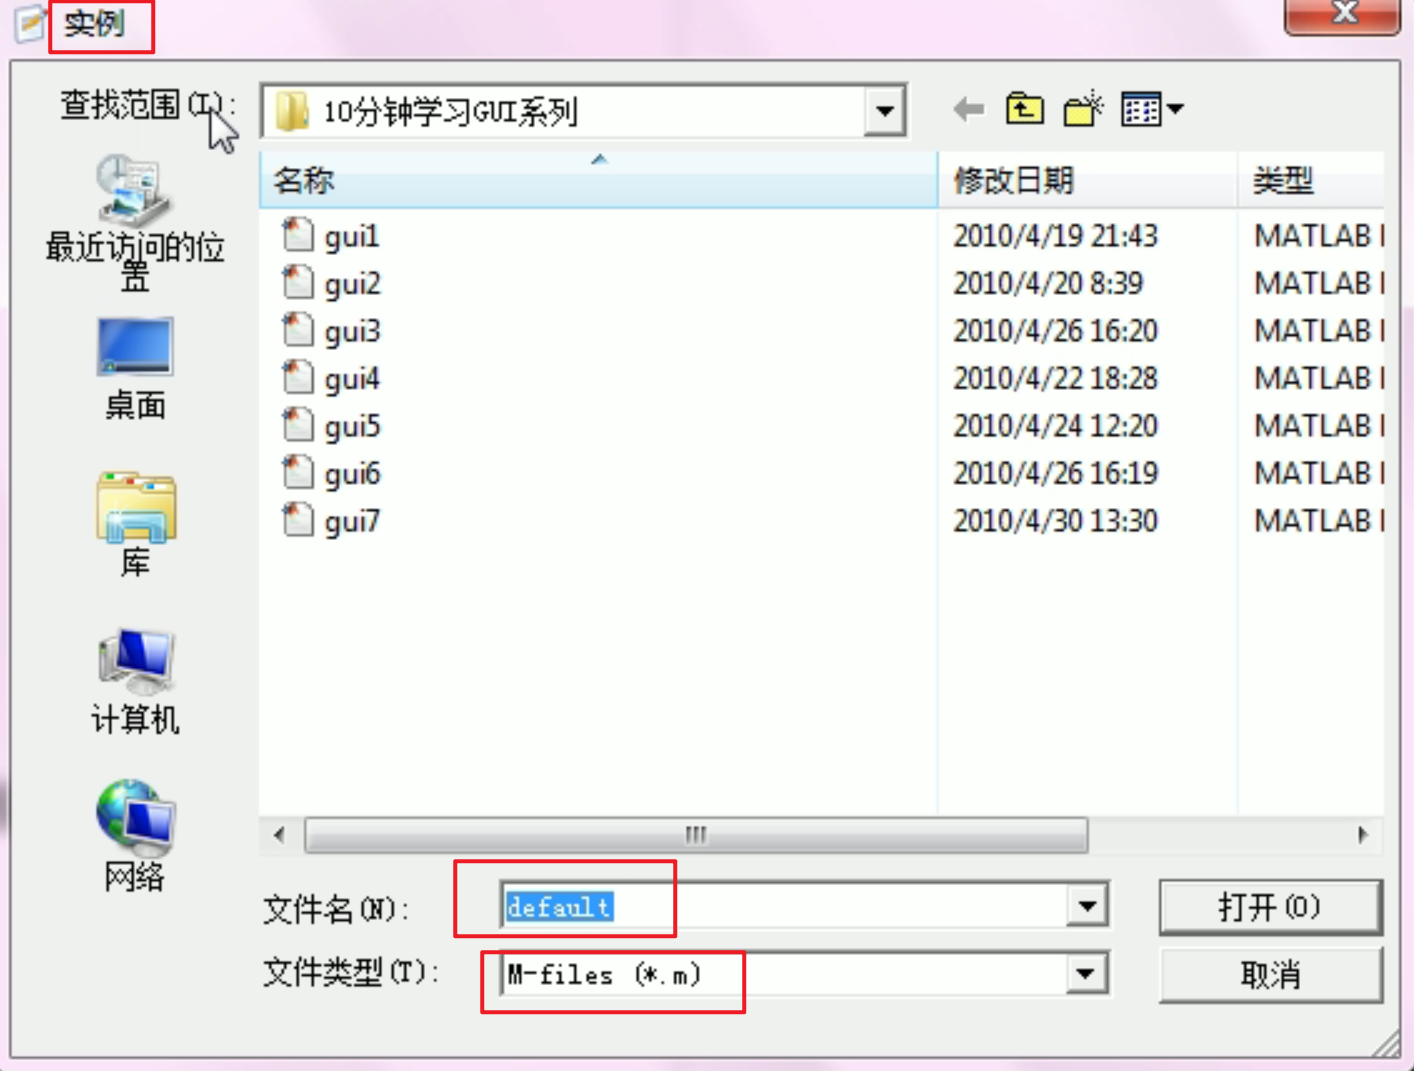 实例
查找范围(I):
10分钟学习GUI系列
名称 修改日期 类型
gui1 2010/4/19 21:43 MATLAB
gui2 2010/4/20 8:39 MATLAB
gui3 2010/4/26 16:20 MATLAB
gui4 2010/4/22 18:28 MATLAB
gui5 2010/4/24 12:20 MATLAB
gui6 2010/4/26 16:19 MATLAB
gui7 2010/4/30 13:30 MATLAB
最近访问的位
置
桌面
库
计算机
网络
文件名(N): default 打开(O)
文件类型(T): M-files (*.m) 取消